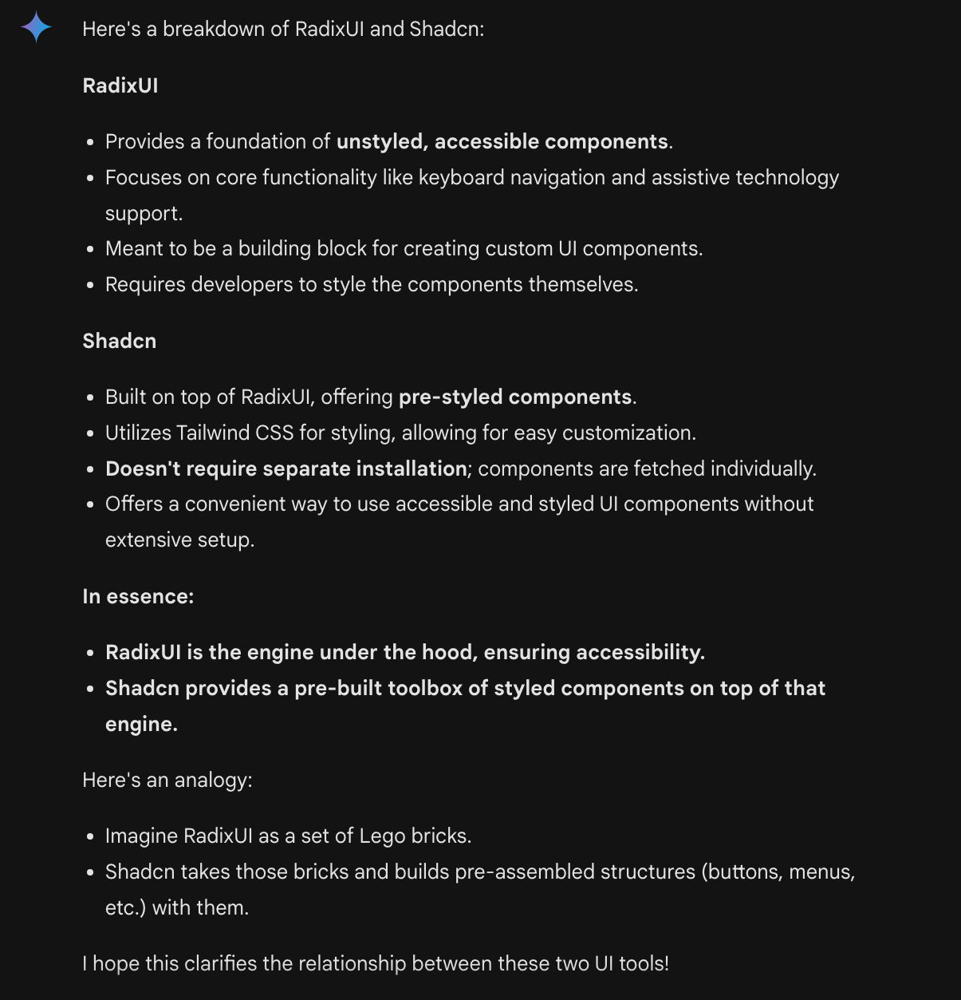 Here's a breakdown of RadixUI and Shadcn:
RadixUI
• Provides a foundation of unstyled, accessible components.
• Focuses on core functionality like keyboard navigation and assistive technology
support.
• Meant to be a building block for creating custom UI components.
• Requires developers to style the components themselves.
Shadcn
• Built on top of RadixUI, offering pre-styled components.
• Utilizes Tailwind CSS for styling, allowing for easy customization.
• Doesn't require separate installation; components are fetched individually.
• Offers a convenient way to use accessible and styled UI components without
extensive setup.
In essence:
• RadixUI is the engine under the hood, ensuring accessibility.
• Shadcn provides a pre-built toolbox of styled components on top of that
engine.
Here's an analogy:
• Imagine RadixUI as a set of Lego bricks.
• Shadcn takes those bricks and builds pre-assembled structures (buttons, menus,
etc.) with them.
I hope this clarifies the relationship between these two UI tools!